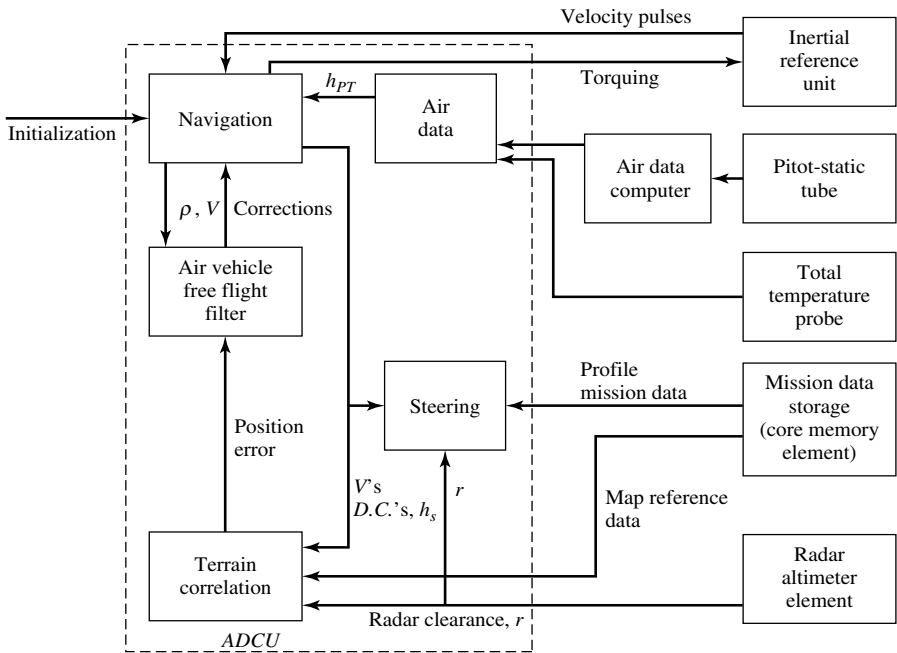 Velocity pulses
Inertial
reference
unit
Torquing
h_PT
Navigation
Air
data
Initialization
Air data
computer
Pitot-static
tube
ρ, V
Corrections
Air vehicle
free flight
filter
Total
temperature
probe
Profile
mission data
Steering
Mission data
storage
(core memory
element)
Position
error
V's
D.C.'s, h_s
r
Map reference
data
Terrain
correlation
Radar
altimeter
element
Radar clearance, r
ADCU